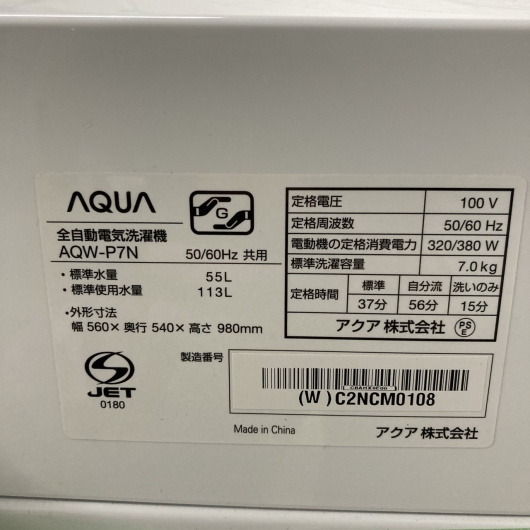 AQUA
G
全自動電気洗濯機
AQW-P7N 50/60Hz 共用
・標準水量 55L
・標準使用水量 113L
・外形寸法
幅 560× 奥行 540× 高さ 980mm
JET
0180
定格電圧 100 V
定格周波数 50/60 Hz
電動機の定格消費電力 320/380 W
標準洗濯容量 7.0kg
定格時間 標準 自分流 洗いのみ
37分 56分 15分
アクア 株式会社 PSE
製造番号
(W ) C2NCM0108
Made in China アクア 株式会社